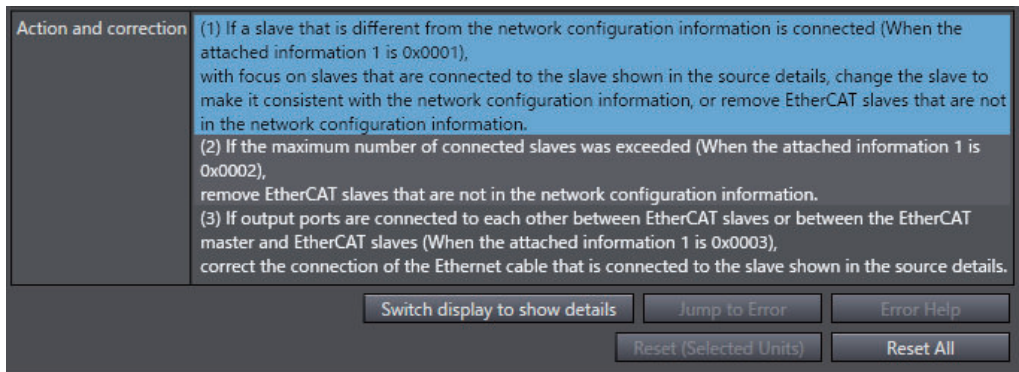 Action and correction
(1) If a slave that is different from the network configuration information is connected (When the
attached information 1 is 0x0001),
with focus on slaves that are connected to the slave shown in the source details, change the slave to
make it consistent with the network configuration information, or remove EtherCAT slaves that are not
in the network configuration information.
(2) If the maximum number of connected slaves was exceeded (When the attached information 1 is
0x0002),
remove EtherCAT slaves that are not in the network configuration information.
(3) If output ports are connected to each other between EtherCAT slaves or between the EtherCAT
master and EtherCAT slaves (When the attached information 1 is 0x0003),
correct the connection of the Ethernet cable that is connected to the slave shown in the source details.
Switch display to show details
Jump to Error
Error Help
Reset (Selected Units)
Reset All